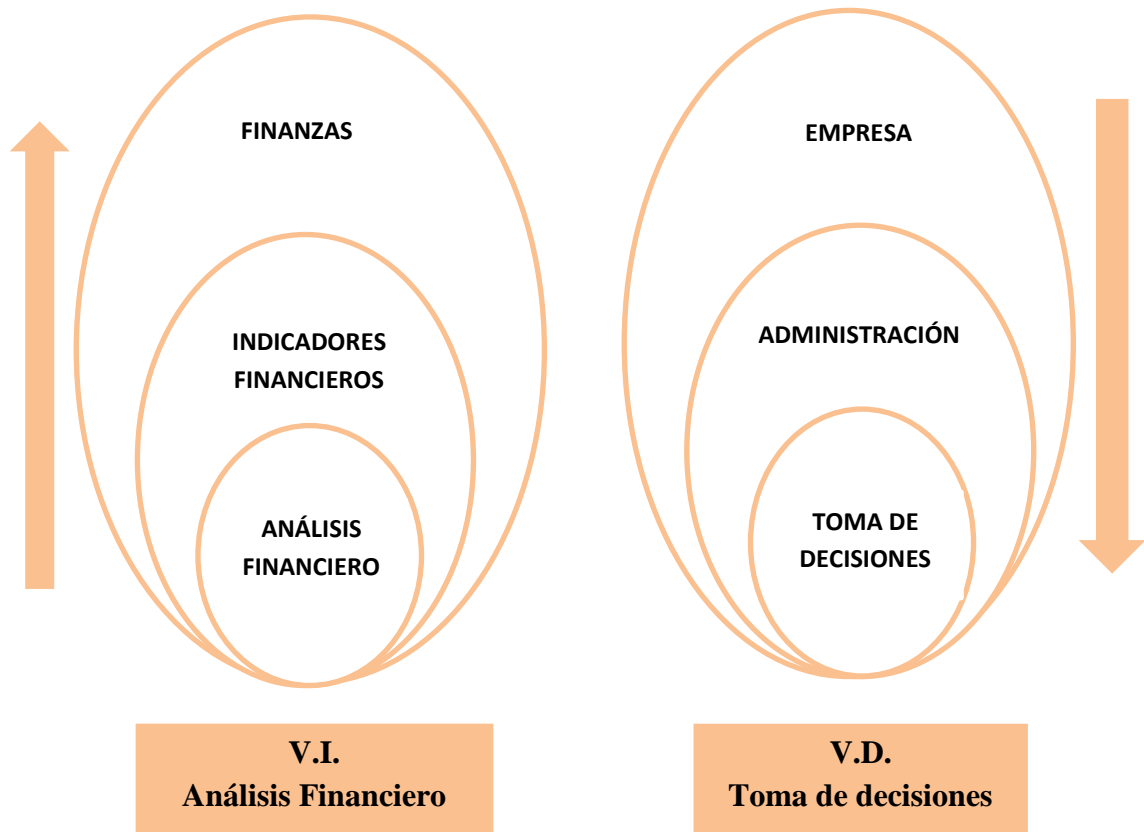 FINANZAS
INDICADORES
FINANCIEROS
ANÁLISIS
FINANCIERO
EMPRESA
ADMINISTRACIÓN
TOMA DE
DECISIONES
V.I.
Análisis Financiero
V.D.
Toma de decisiones